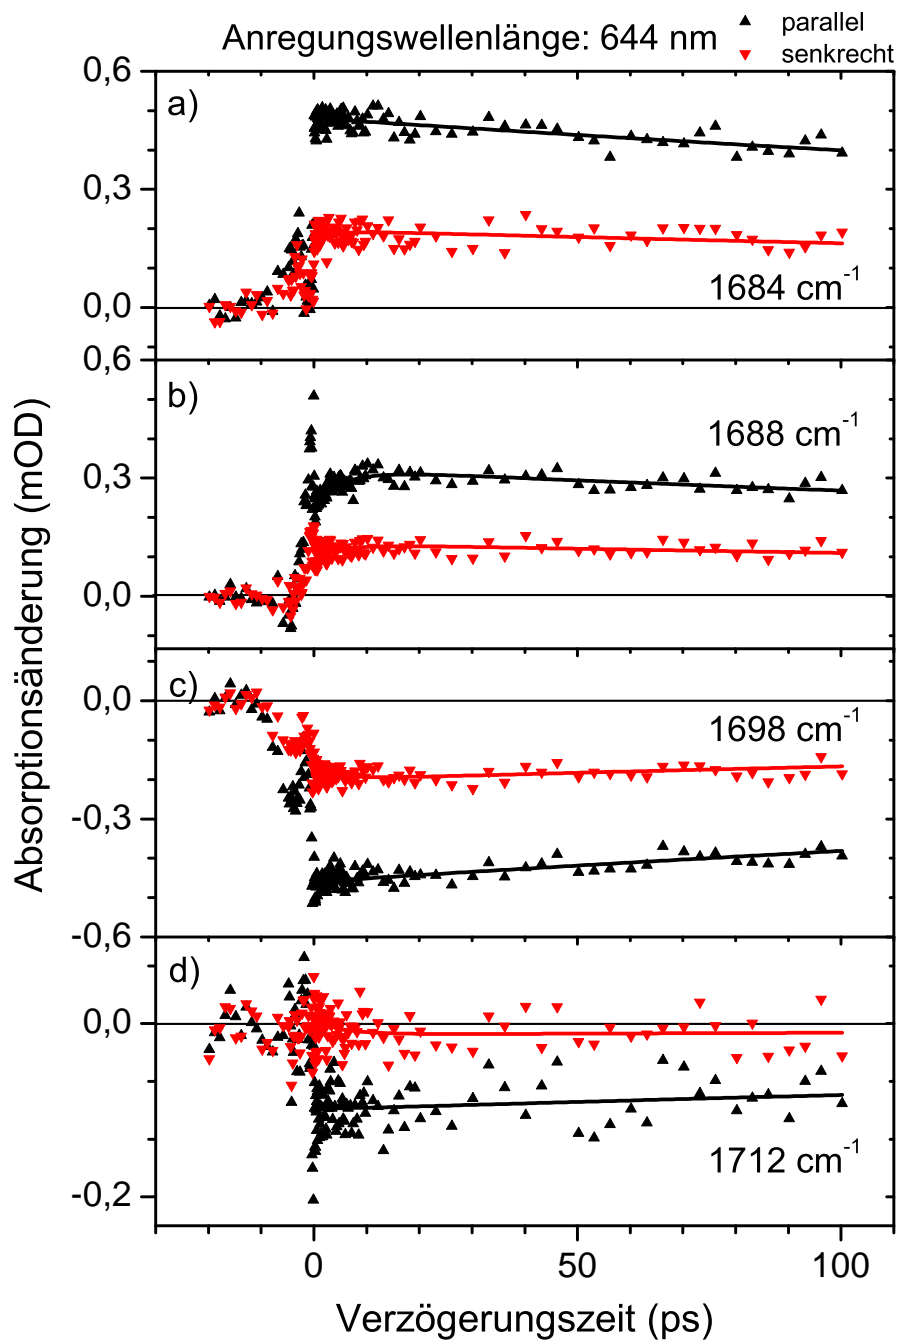 Anregungswellenlänge: 644 nm
parallel
senkrecht
Absorptionsänderung (mOD)
0,6
a)
0,3
0,0
1684 cm⁻¹
0,6
b)
1688 cm⁻¹
0,3
0,0
c)
0,0
1698 cm⁻¹
-0,3
-0,6
d)
0,0
1712 cm⁻¹
-0,2
0 50 100
Verzögerungszeit (ps)